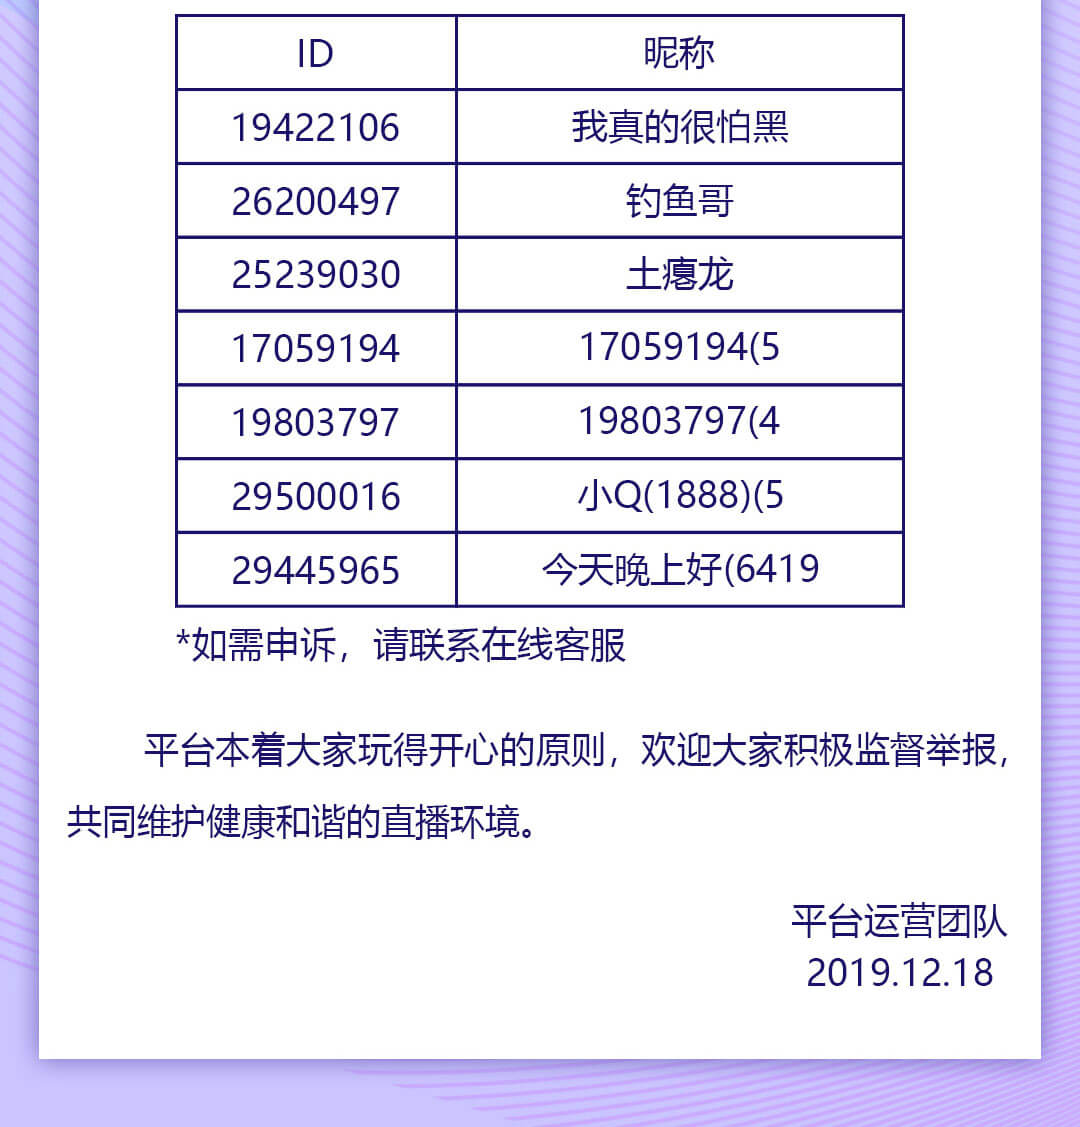 ID 昵称
19422106 我真的很怕黑
26200497 钓鱼哥
25239030 土瘪龙
17059194 17059194(5
19803797 19803797(4
29500016 小Q(1888)(5
29445965 今天晚上好(6419
*如需申诉，请联系在线客服
平台本着大家玩得开心的原则，欢迎大家积极监督举报，
共同维护健康和谐的直播环境。
平台运营团队
2019.12.18